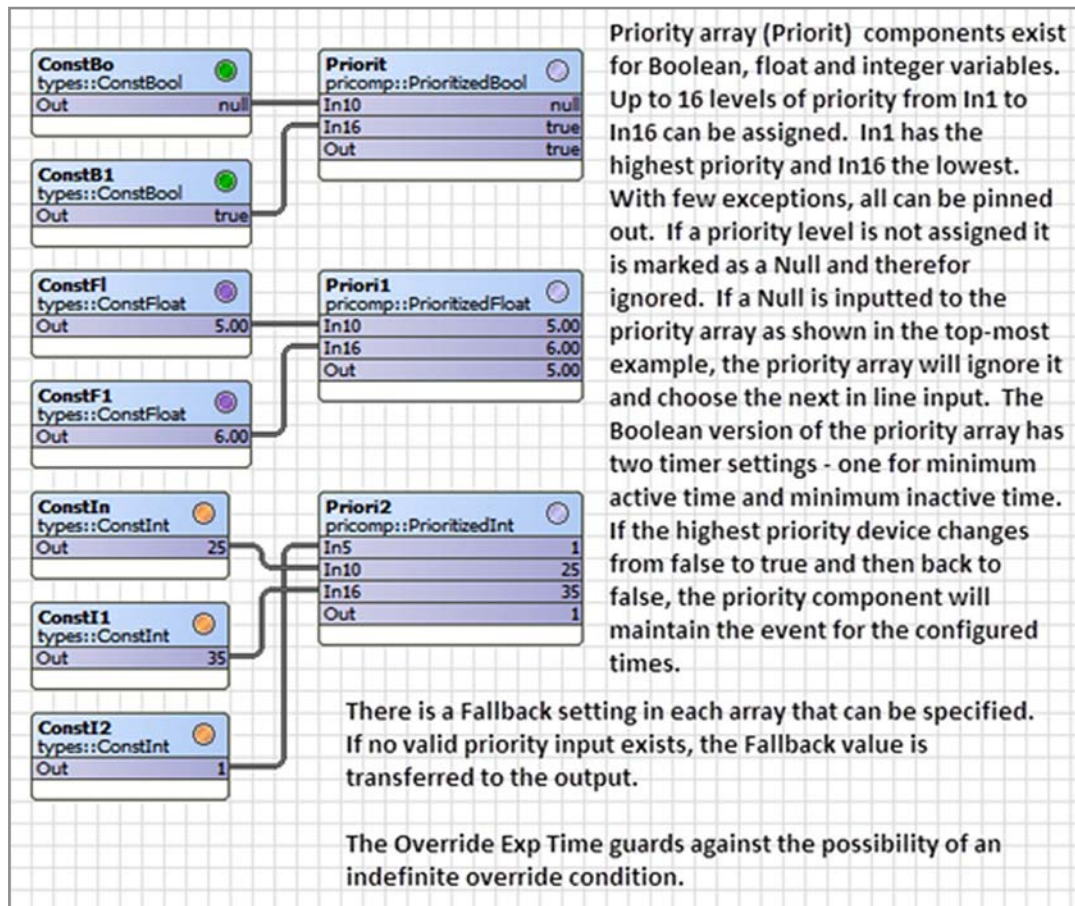 ConstBo
types::ConstBool
Out null
ConstB1
types::ConstBool
Out true
Priorit
pricomp::PrioritizedBool
In10 null
In16 true
Out true
ConstFl
types::ConstFloat
Out 5.00
ConstF1
types::ConstFloat
Out 6.00
Priori1
pricomp::PrioritizedFloat
In10 5.00
In16 6.00
Out 5.00
ConstIn
types::ConstInt
Out 25
ConstI1
types::ConstInt
Out 35
ConstI2
types::ConstInt
Out 1
Priori2
pricomp::PrioritizedInt
In5 1
In10 25
In16 35
Out 1
Priority array (Priorit) components exist
for Boolean, float and integer variables.
Up to 16 levels of priority from In1 to
In16 can be assigned. In1 has the
highest priority and In16 the lowest.
With few exceptions, all can be pinned
out. If a priority level is not assigned it
is marked as a Null and therefor
ignored. If a Null is inputted to the
priority array as shown in the top-most
example, the priority array will ignore it
and choose the next in line input. The
Boolean version of the priority array has
two timer settings - one for minimum
active time and minimum inactive time.
If the highest priority device changes
from false to true and then back to
false, the priority component will
maintain the event for the configured
times.
There is a Fallback setting in each array that can be specified.
If no valid priority input exists, the Fallback value is
transferred to the output.
The Override Exp Time guards against the possibility of an
indefinite override condition.